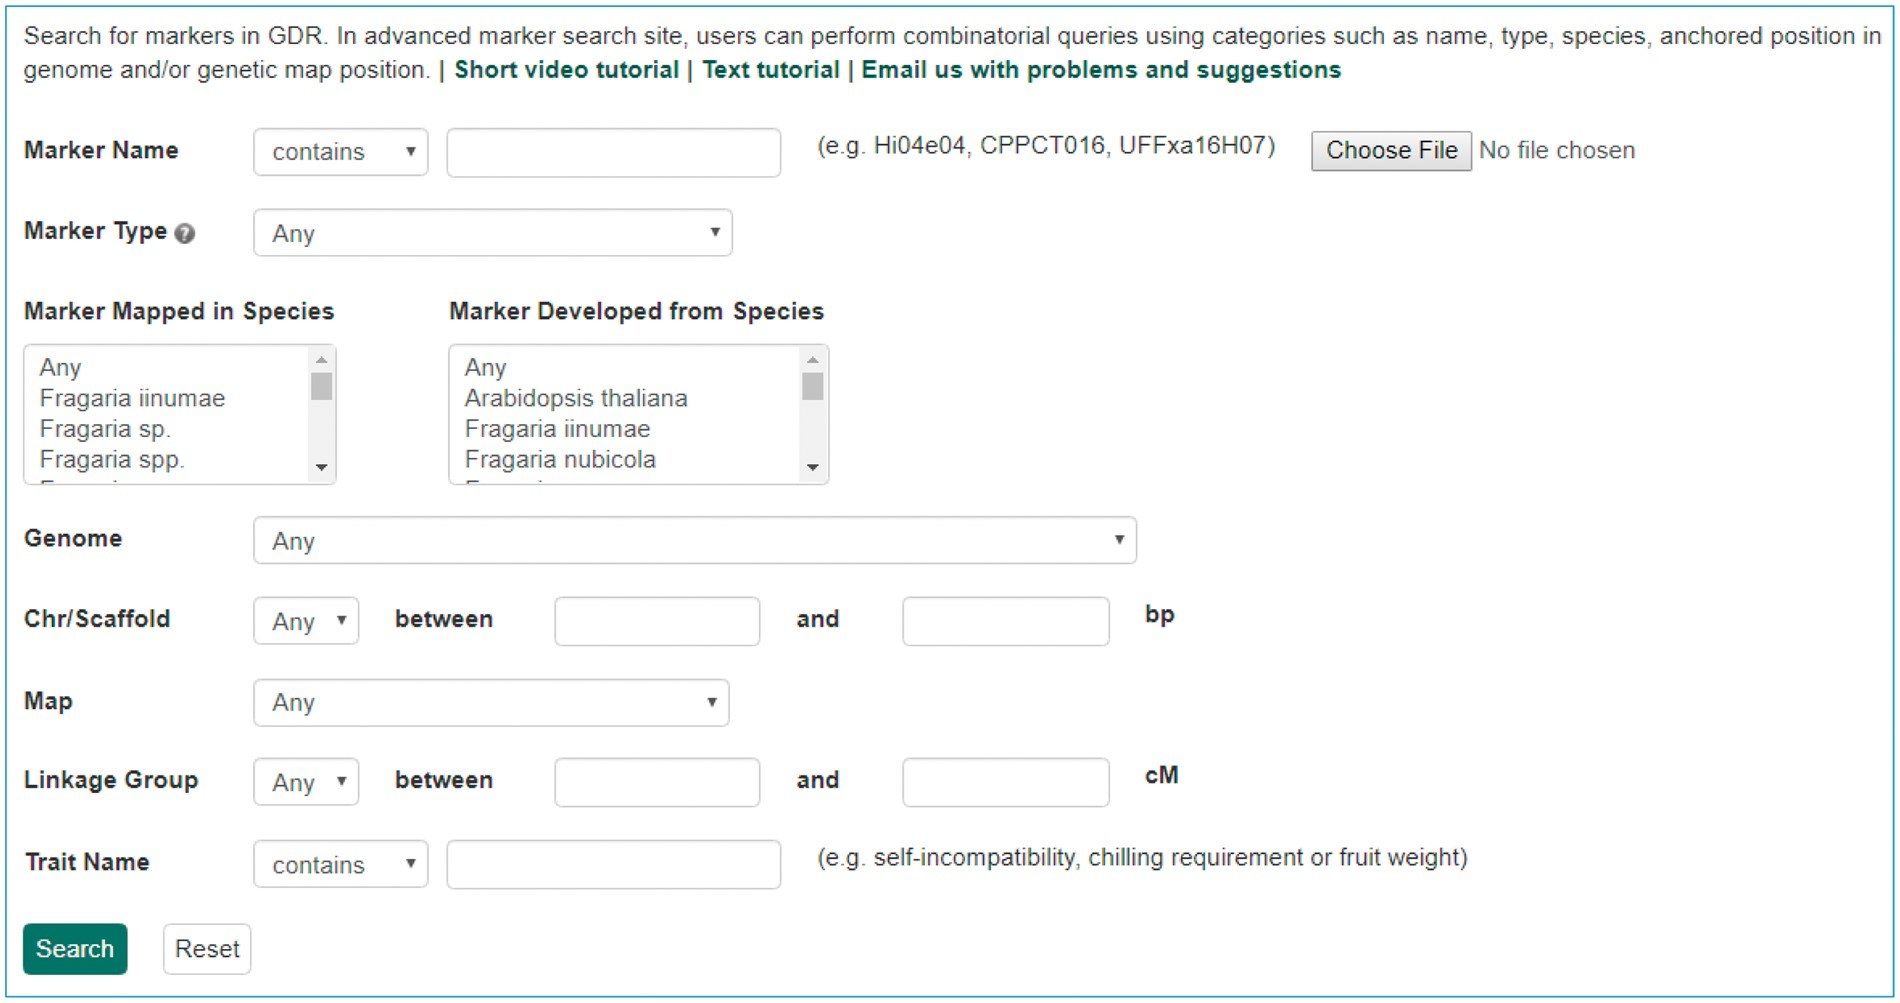 Search for markers in GDR. In advanced marker search site, users can perform combinatorial queries using categories such as name, type, species, anchored position in
genome and/or genetic map position. | Short video tutorial | Text tutorial | Email us with problems and suggestions
Marker Name contains (e.g. Hi04e04, CPPCT016, UFFxa16H07) Choose File No file chosen
Marker Type ? Any
Marker Mapped in Species Marker Developed from Species
Any Any
Fragaria iinumae Arabidopsis thaliana
Fragaria sp. Fragaria iinumae
Fragaria spp. Fragaria nubicola
Genome Any
Chr/Scaffold Any between and bp
Map Any
Linkage Group Any between and cM
Trait Name contains (e.g. self-incompatibility, chilling requirement or fruit weight)
Search Reset